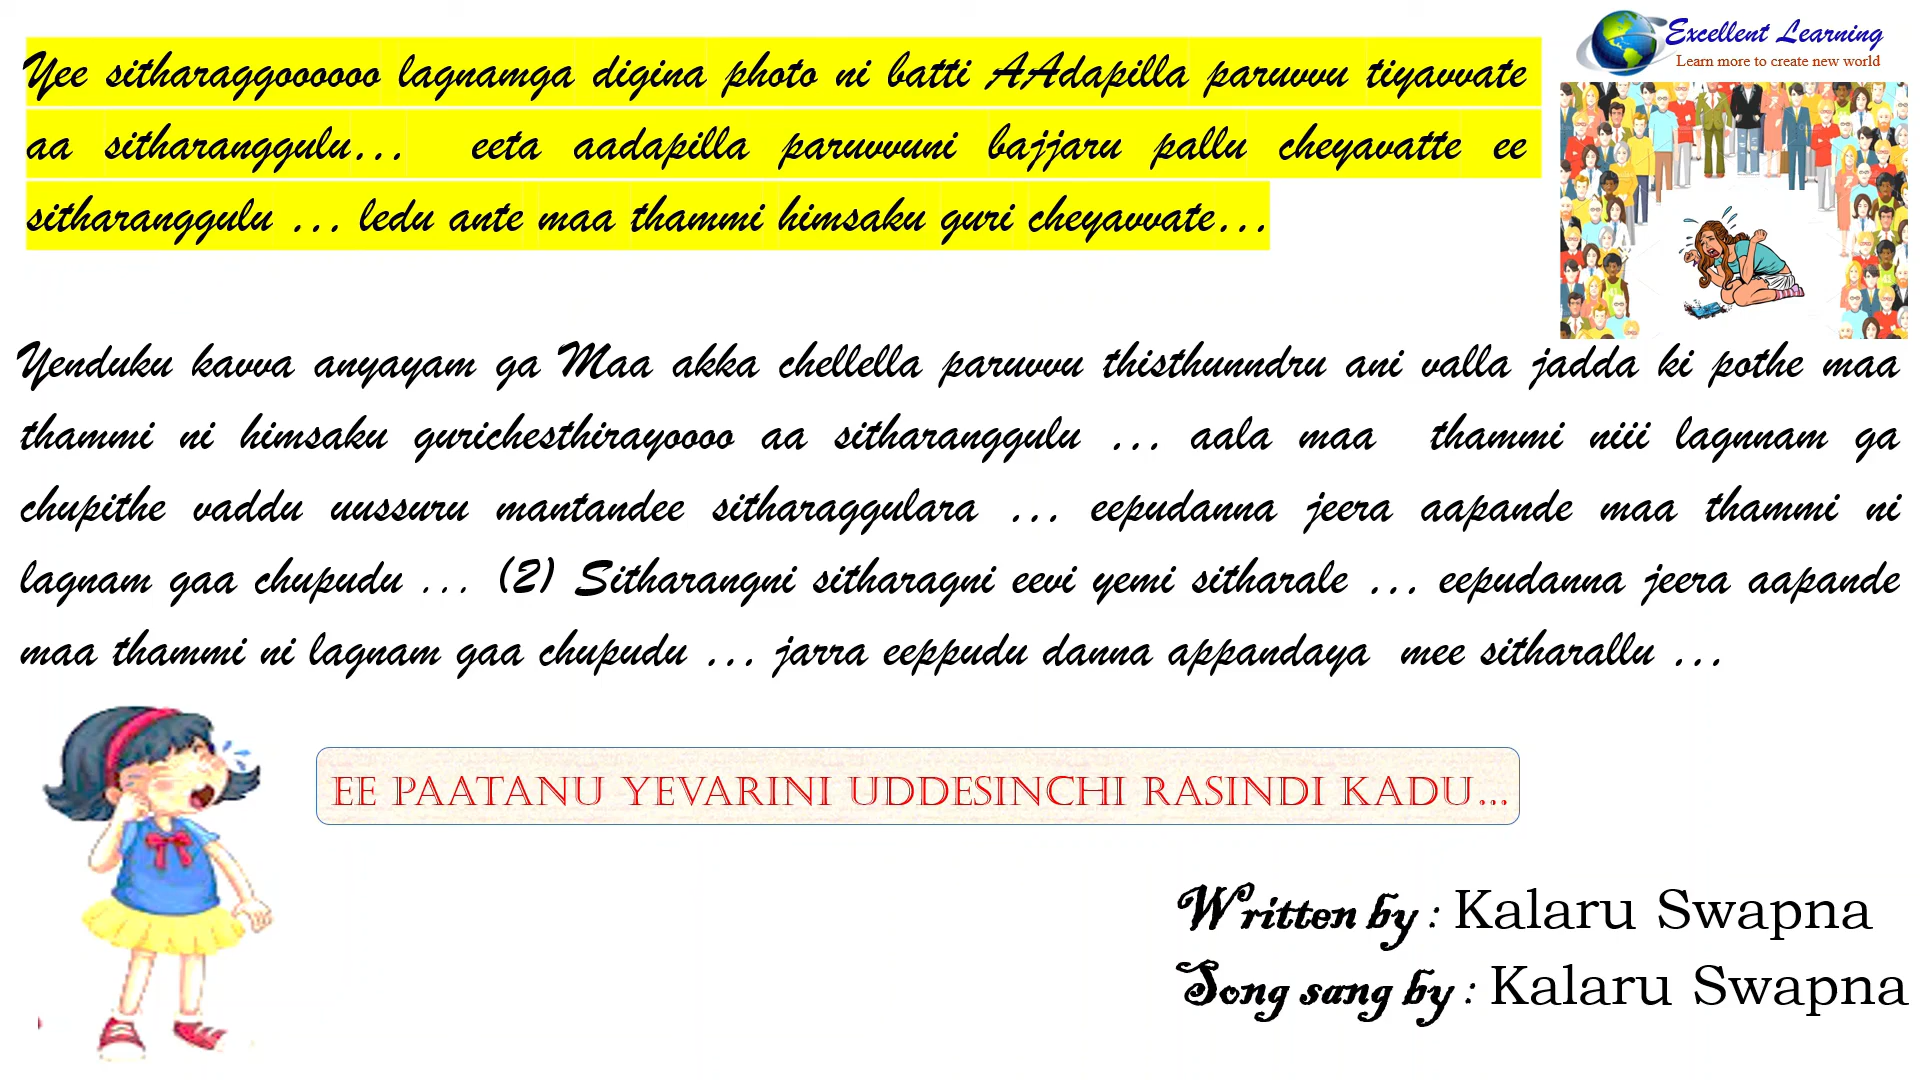 Excellent Learning
Learn more to create new world
Yee sitharaggoooooo lagnamga digina photo ni batti AAdapilla paruvvu tiyavvate
aa sitharanggulu... eeta aadapilla paruvvuni bajjaru pallu cheyavatte ee
sitharanggulu ... ledu ante maa thammi himsaku guri cheyavvate...
Yenduku kavva anyayam ga Maa akka chellella paruvvu thisthunndru ani valla jadda ki pothe maa
thammi ni himsaku gurichesthirayoooo aa sitharanggulu ... aala maa thammi niii lagnnam ga
chupithe vaddu uussuru mantandee sitharaggulara ... eepudanna jeera aapande maa thammi ni
lagnam gaa chupudu ... (2) Sitharangni sitharagni eevi yemi sitharale ... eepudanna jeera aapande
maa thammi ni lagnam gaa chupudu ... jarra eeppudu danna appandaya mee sitharallu ...
EE PAATANU YEVARINI UDDESINCHI RASINDI KADU...
Written by : Kalaru Swapna
Song sang by : Kalaru Swapna